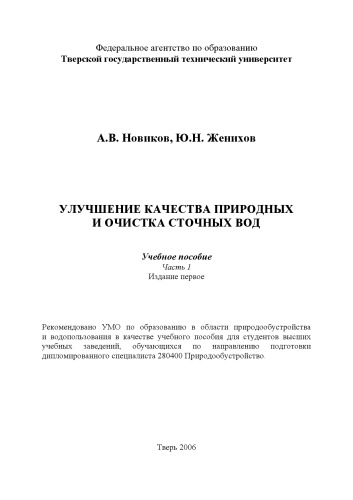 Федеральное агентство по образованию
Тверской государственный технический университет
А.В. Новиков, Ю.Н. Женихов
УЛУЧШЕНИЕ КАЧЕСТВА ПРИРОДНЫХ
И ОЧИСТКА СТОЧНЫХ ВОД
Учебное пособие
Часть 1
Издание первое
Рекомендовано УМО по образованию в области природообустройства
и водопользования в качестве учебного пособия для студентов высших
учебных заведений, обучающихся по направлению подготовки
дипломированного специалиста 280400 Природообустройство.
Тверь 2006